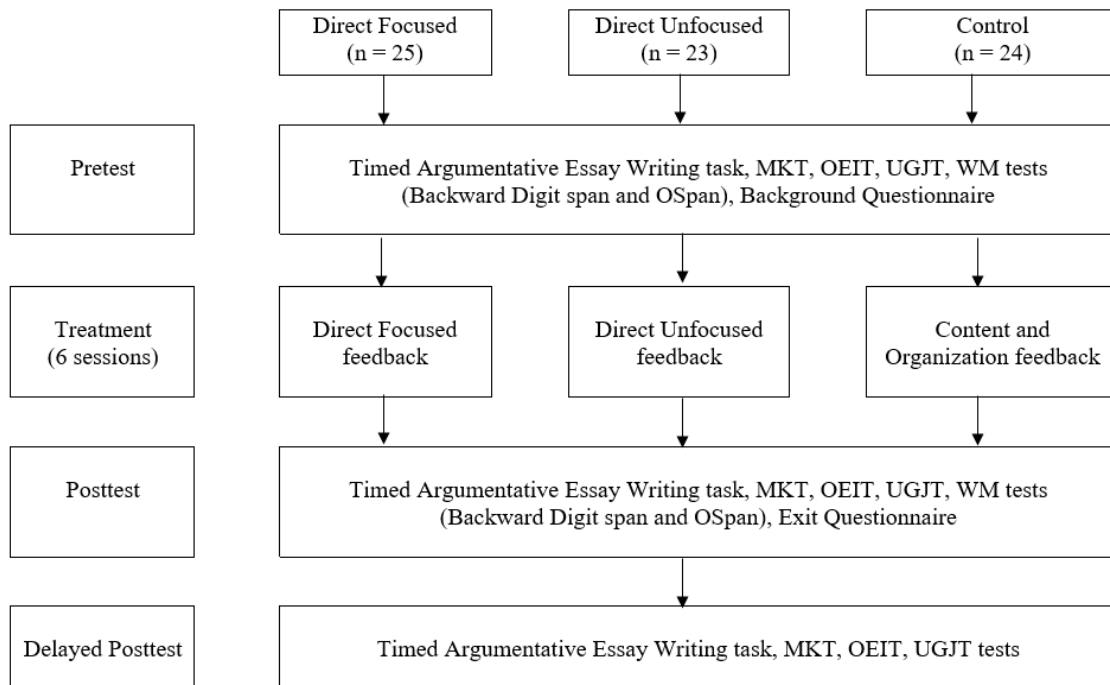 Direct Focused
(n = 25)
Direct Unfocused
(n = 23)
Control
(n = 24)
Pretest
Timed Argumentative Essay Writing task, MKT, OEIT, UGJT, WM tests
(Backward Digit span and OSpan), Background Questionnaire
Treatment
(6 sessions)
Direct Focused
feedback
Direct Unfocused
feedback
Content and
Organization feedback
Posttest
Timed Argumentative Essay Writing task, MKT, OEIT, UGJT, WM tests
(Backward Digit span and OSpan), Exit Questionnaire
Delayed Posttest
Timed Argumentative Essay Writing task, MKT, OEIT, UGJT tests